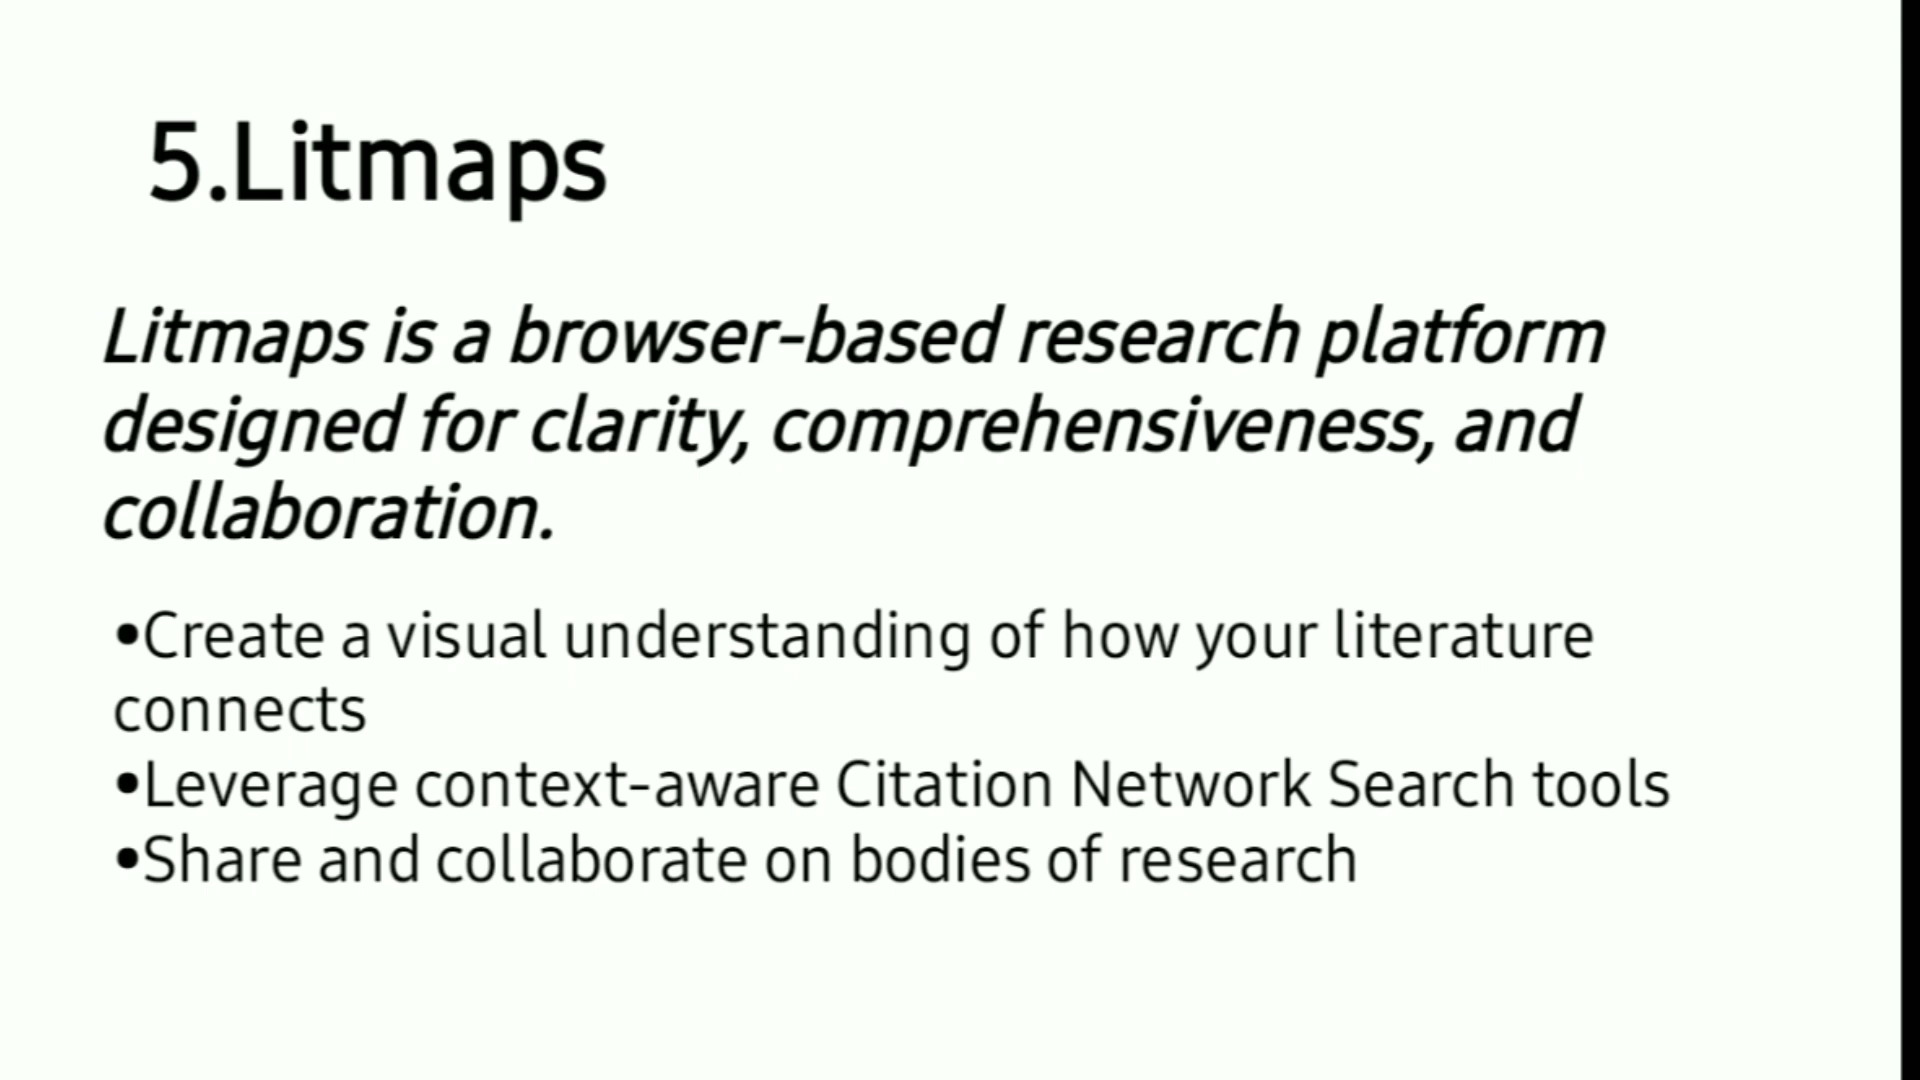 5.Litmaps
Litmaps is a browser-based research platform
designed for clarity, comprehensiveness, and
collaboration.
•Create a visual understanding of how your literature
connects
•Leverage context-aware Citation Network Search tools
•Share and collaborate on bodies of research